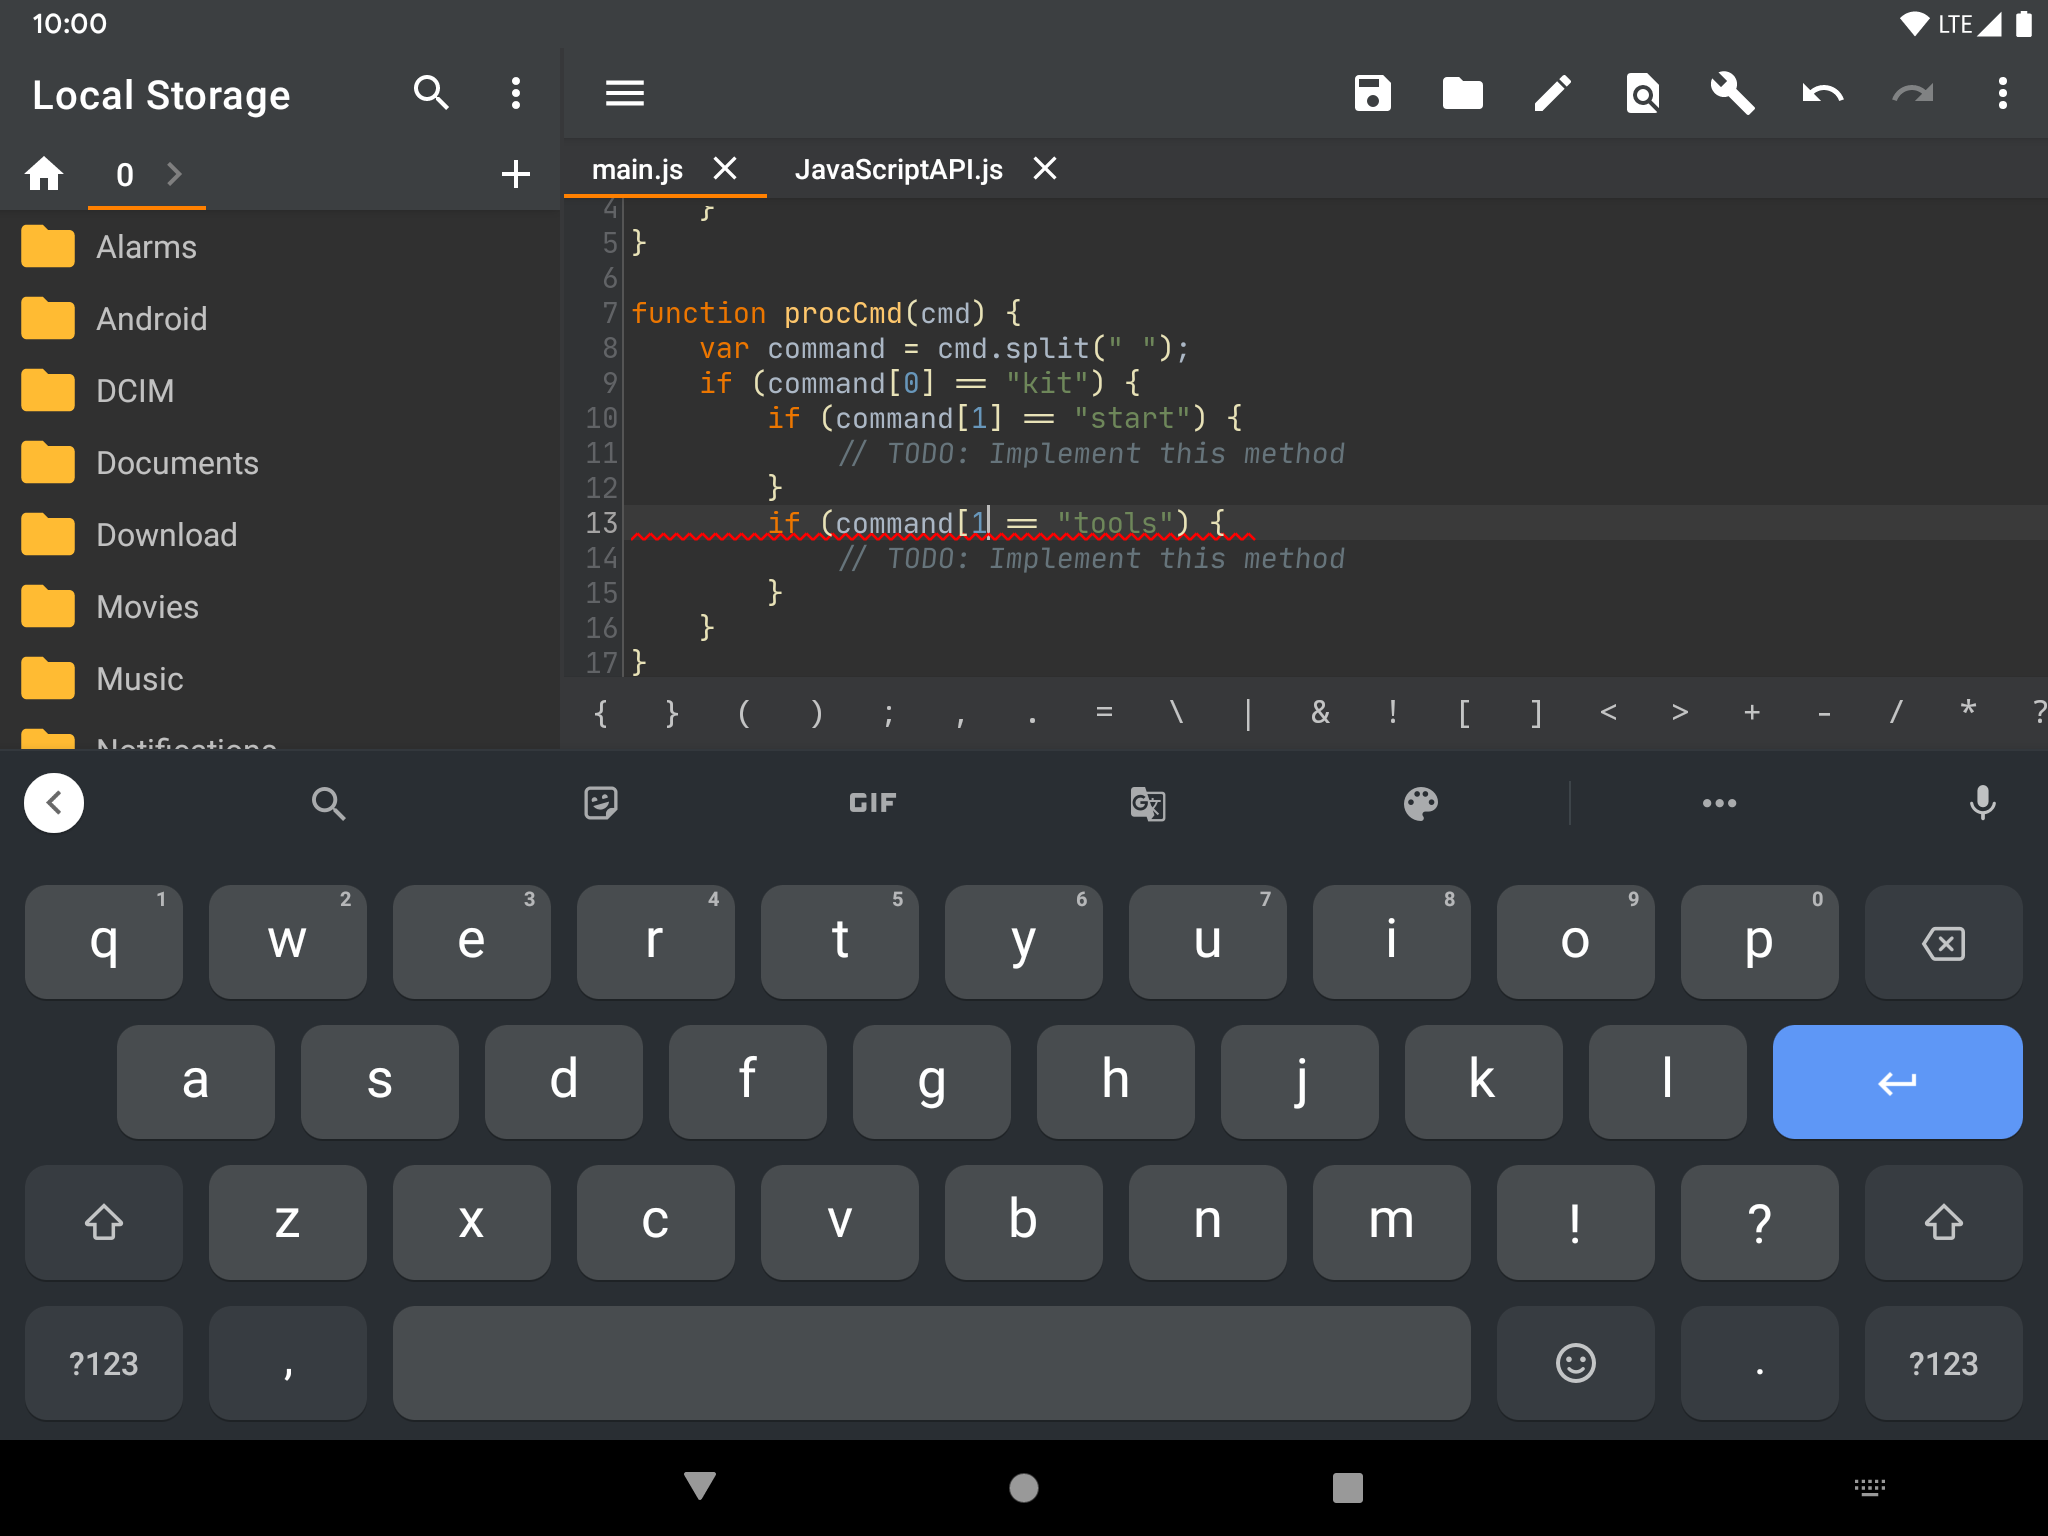 10:00
LTE
Local Storage
0
main.js
JavaScriptAPI.js
Alarms
Android
DCIM
Documents
Download
Movies
Music
Notifications
4     }
5 }
6
7 function procCmd(cmd) {
8     var command = cmd.split(" ");
9     if (command[0] == "kit") {
10         if (command[1] == "start") {
11             // TODO: Implement this method
12         }
13         if (command[1 == "tools") {
14             // TODO: Implement this method
15         }
16     }
17 }
{ } ( ) ; , . = \ | & ! [ ] < > + - / * ?
GIF
G
q 1 w 2 e 3 r 4 t 5 y 6 u 7 i 8 o 9 p 0
a s d f g h j k l
z x c v b n m ! ?
?123 , . ?123